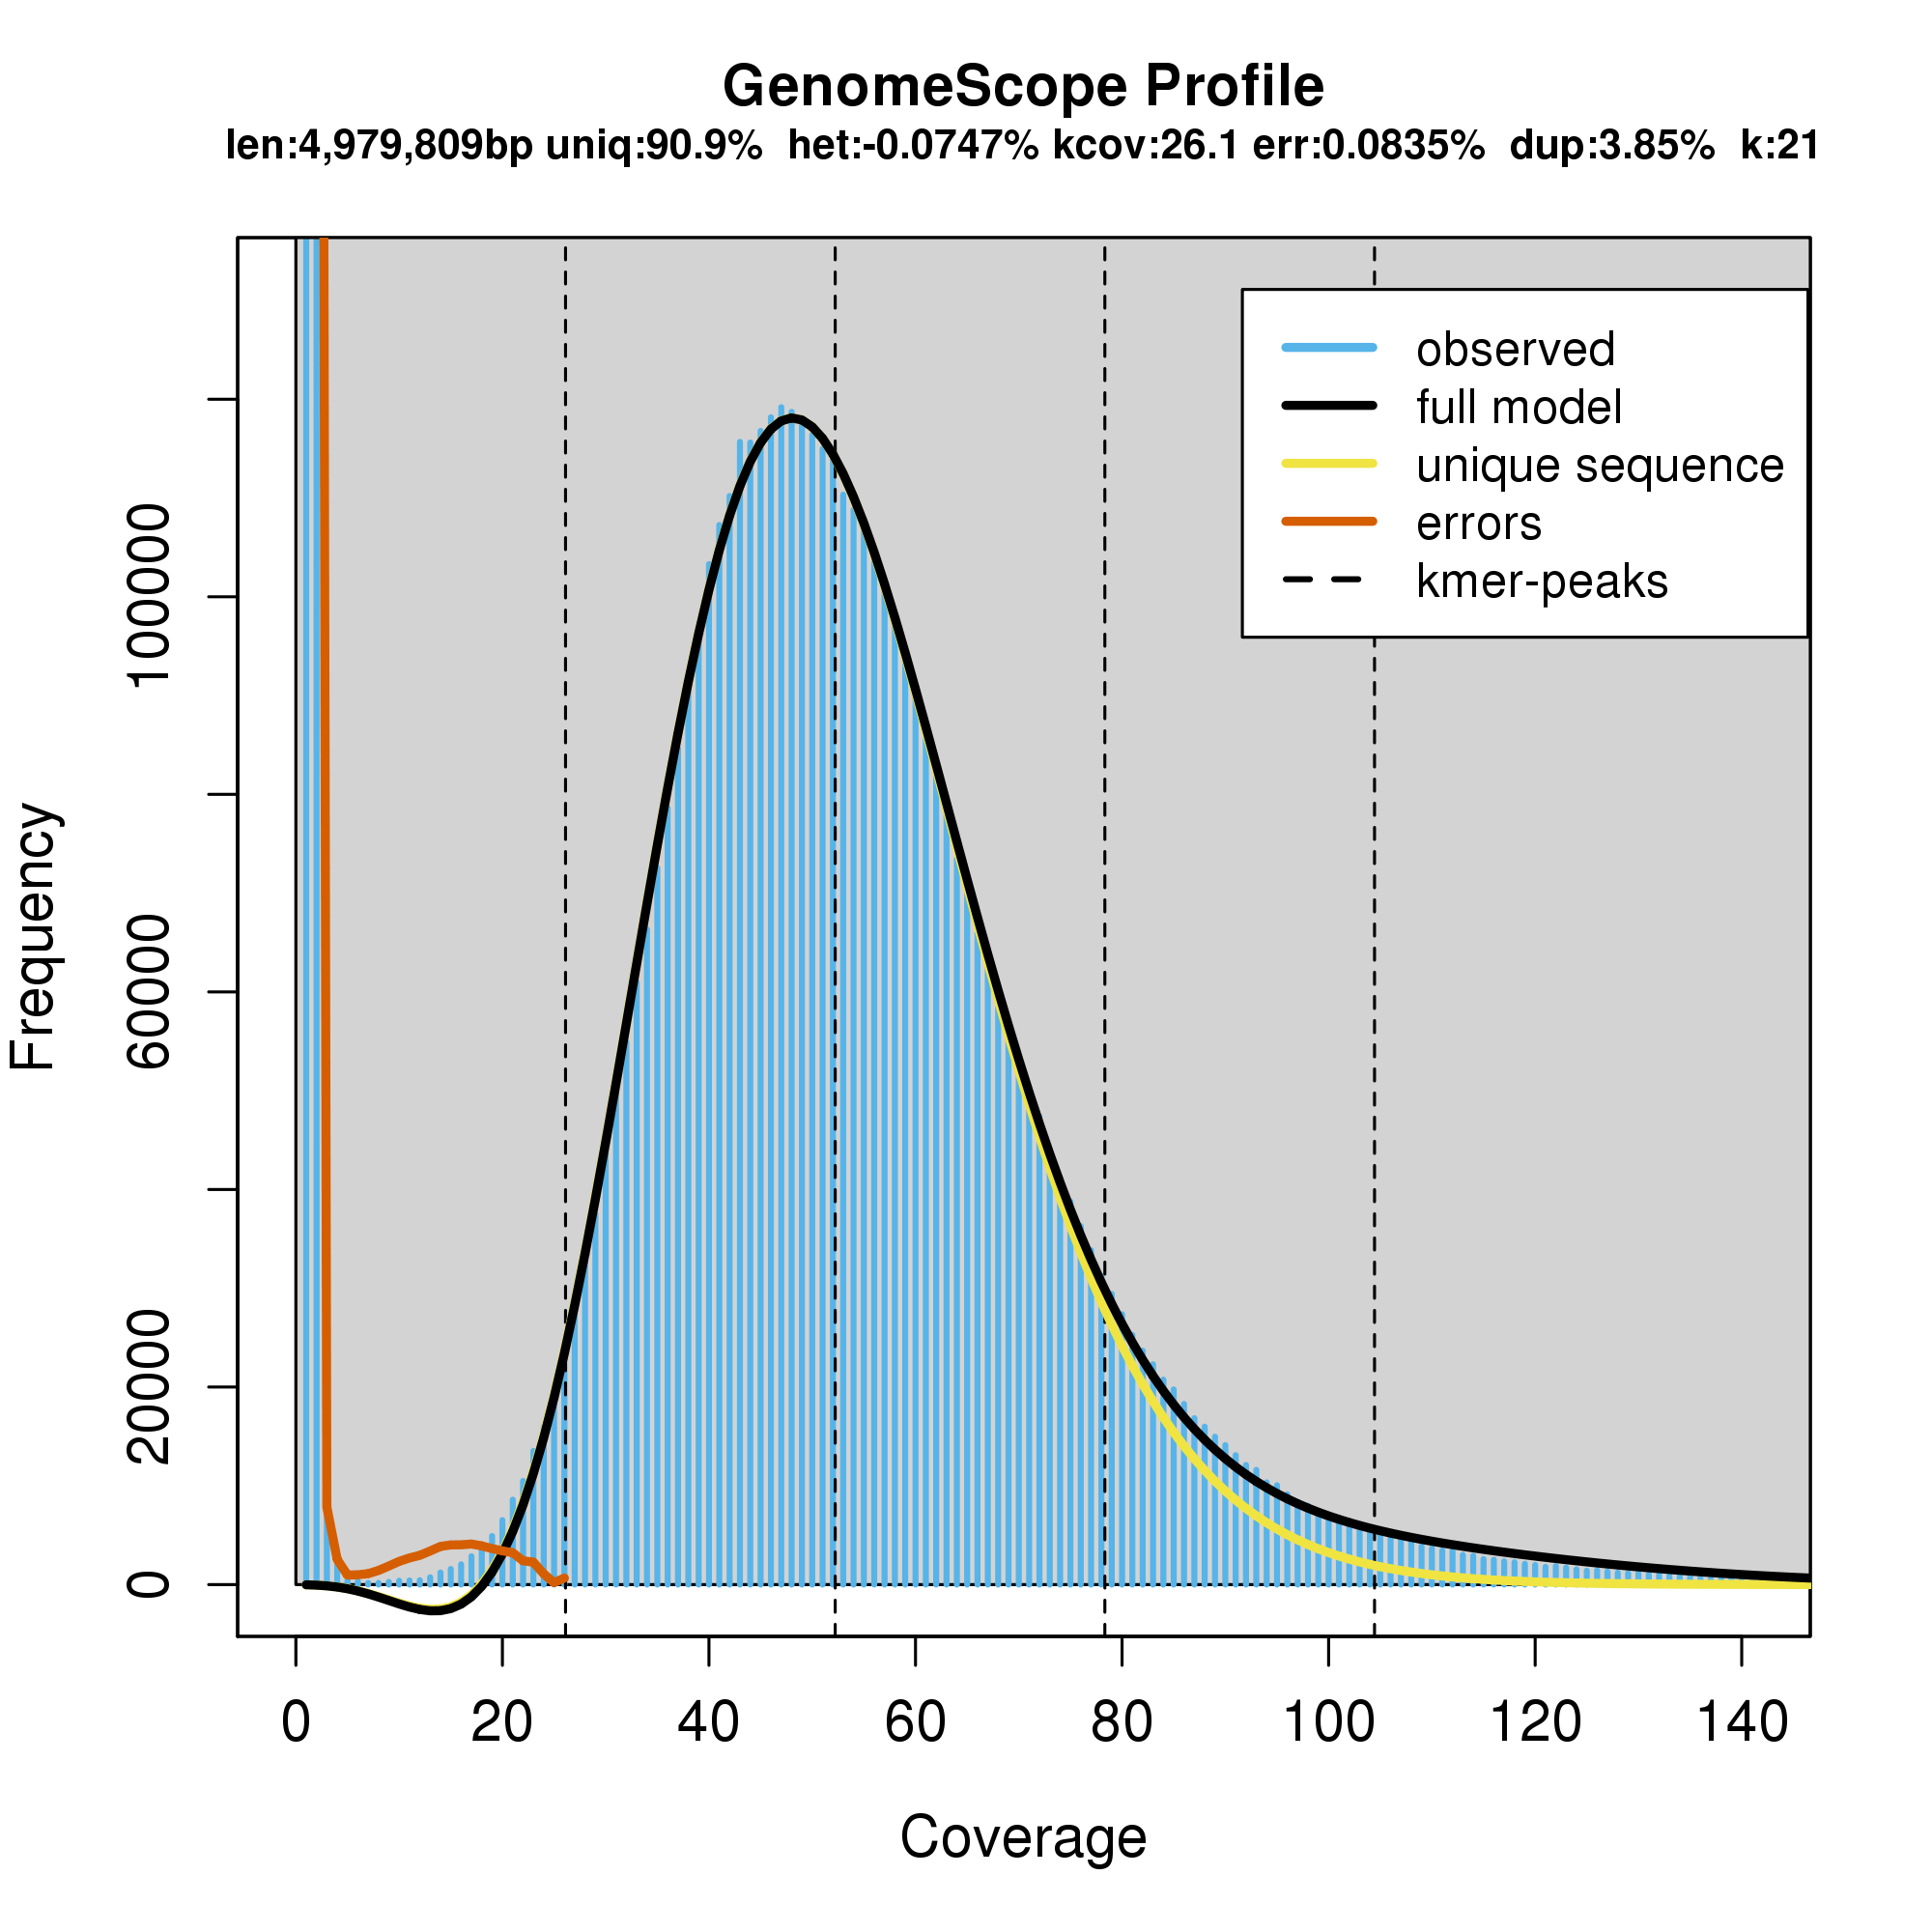 GenomeScope Profile
len:4,979,809bp uniq:90.9% het:-0.0747% kcov:26.1 err:0.0835% dup:3.85% k:21
observed
full model
unique sequence
errors
kmer-peaks
Frequency
100000
60000
20000
0
0 20 40 60 80 100 120 140
Coverage